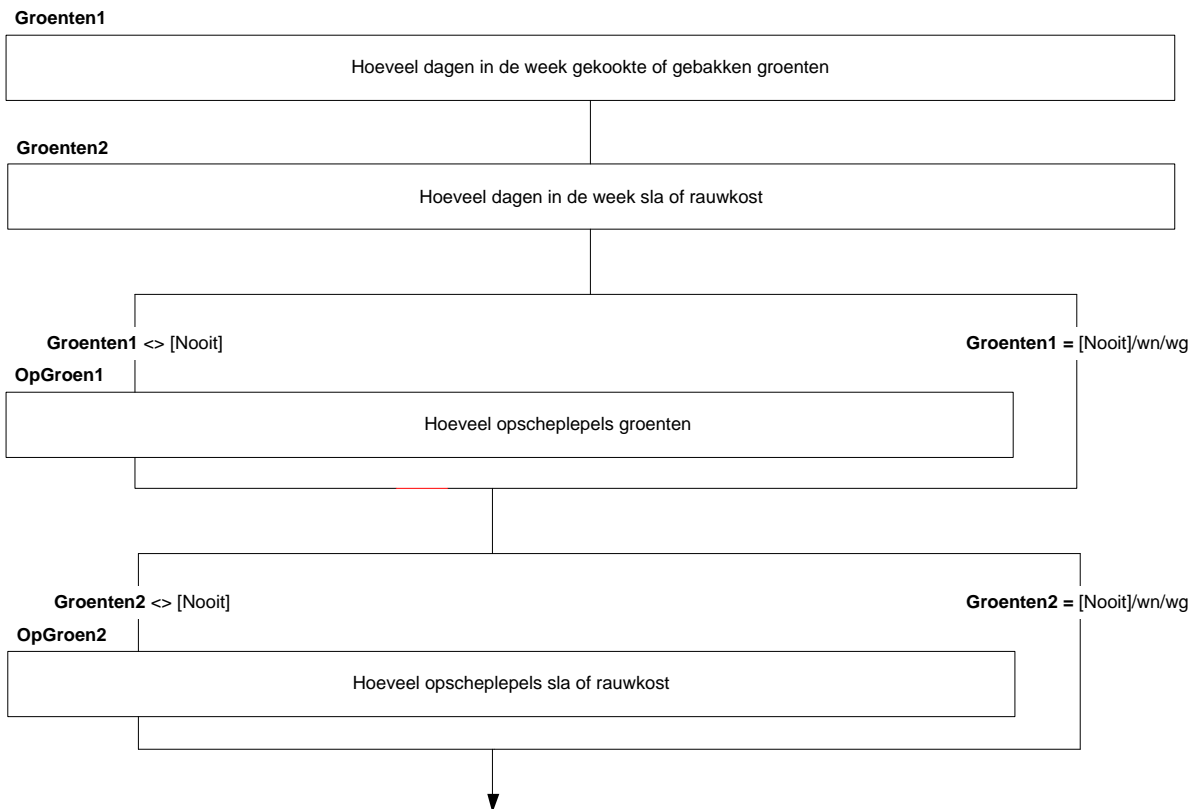 Groenten1
Hoeveel dagen in de week gekookte of gebakken groenten
Groenten2
Hoeveel dagen in de week sla of rauwkost
Groenten1 <> [Nooit]
Groenten1 = [Nooit]/wn/wg
OpGroen1
Hoeveel opscheplepels groenten
Groenten2 <> [Nooit]
Groenten2 = [Nooit]/wn/wg
OpGroen2
Hoeveel opscheplepels sla of rauwkost